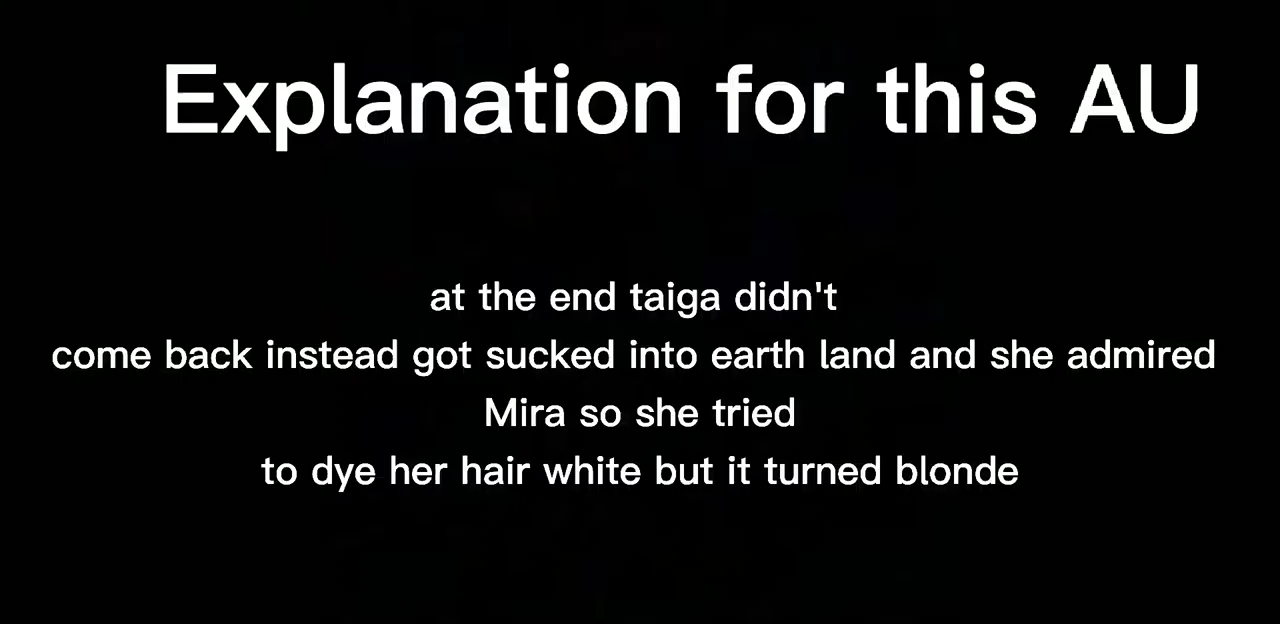 Explanation for this AU
at the end taiga didn't
come back instead got sucked into earth land and she admired
Mira so she tried
to dye her hair white but it turned blonde